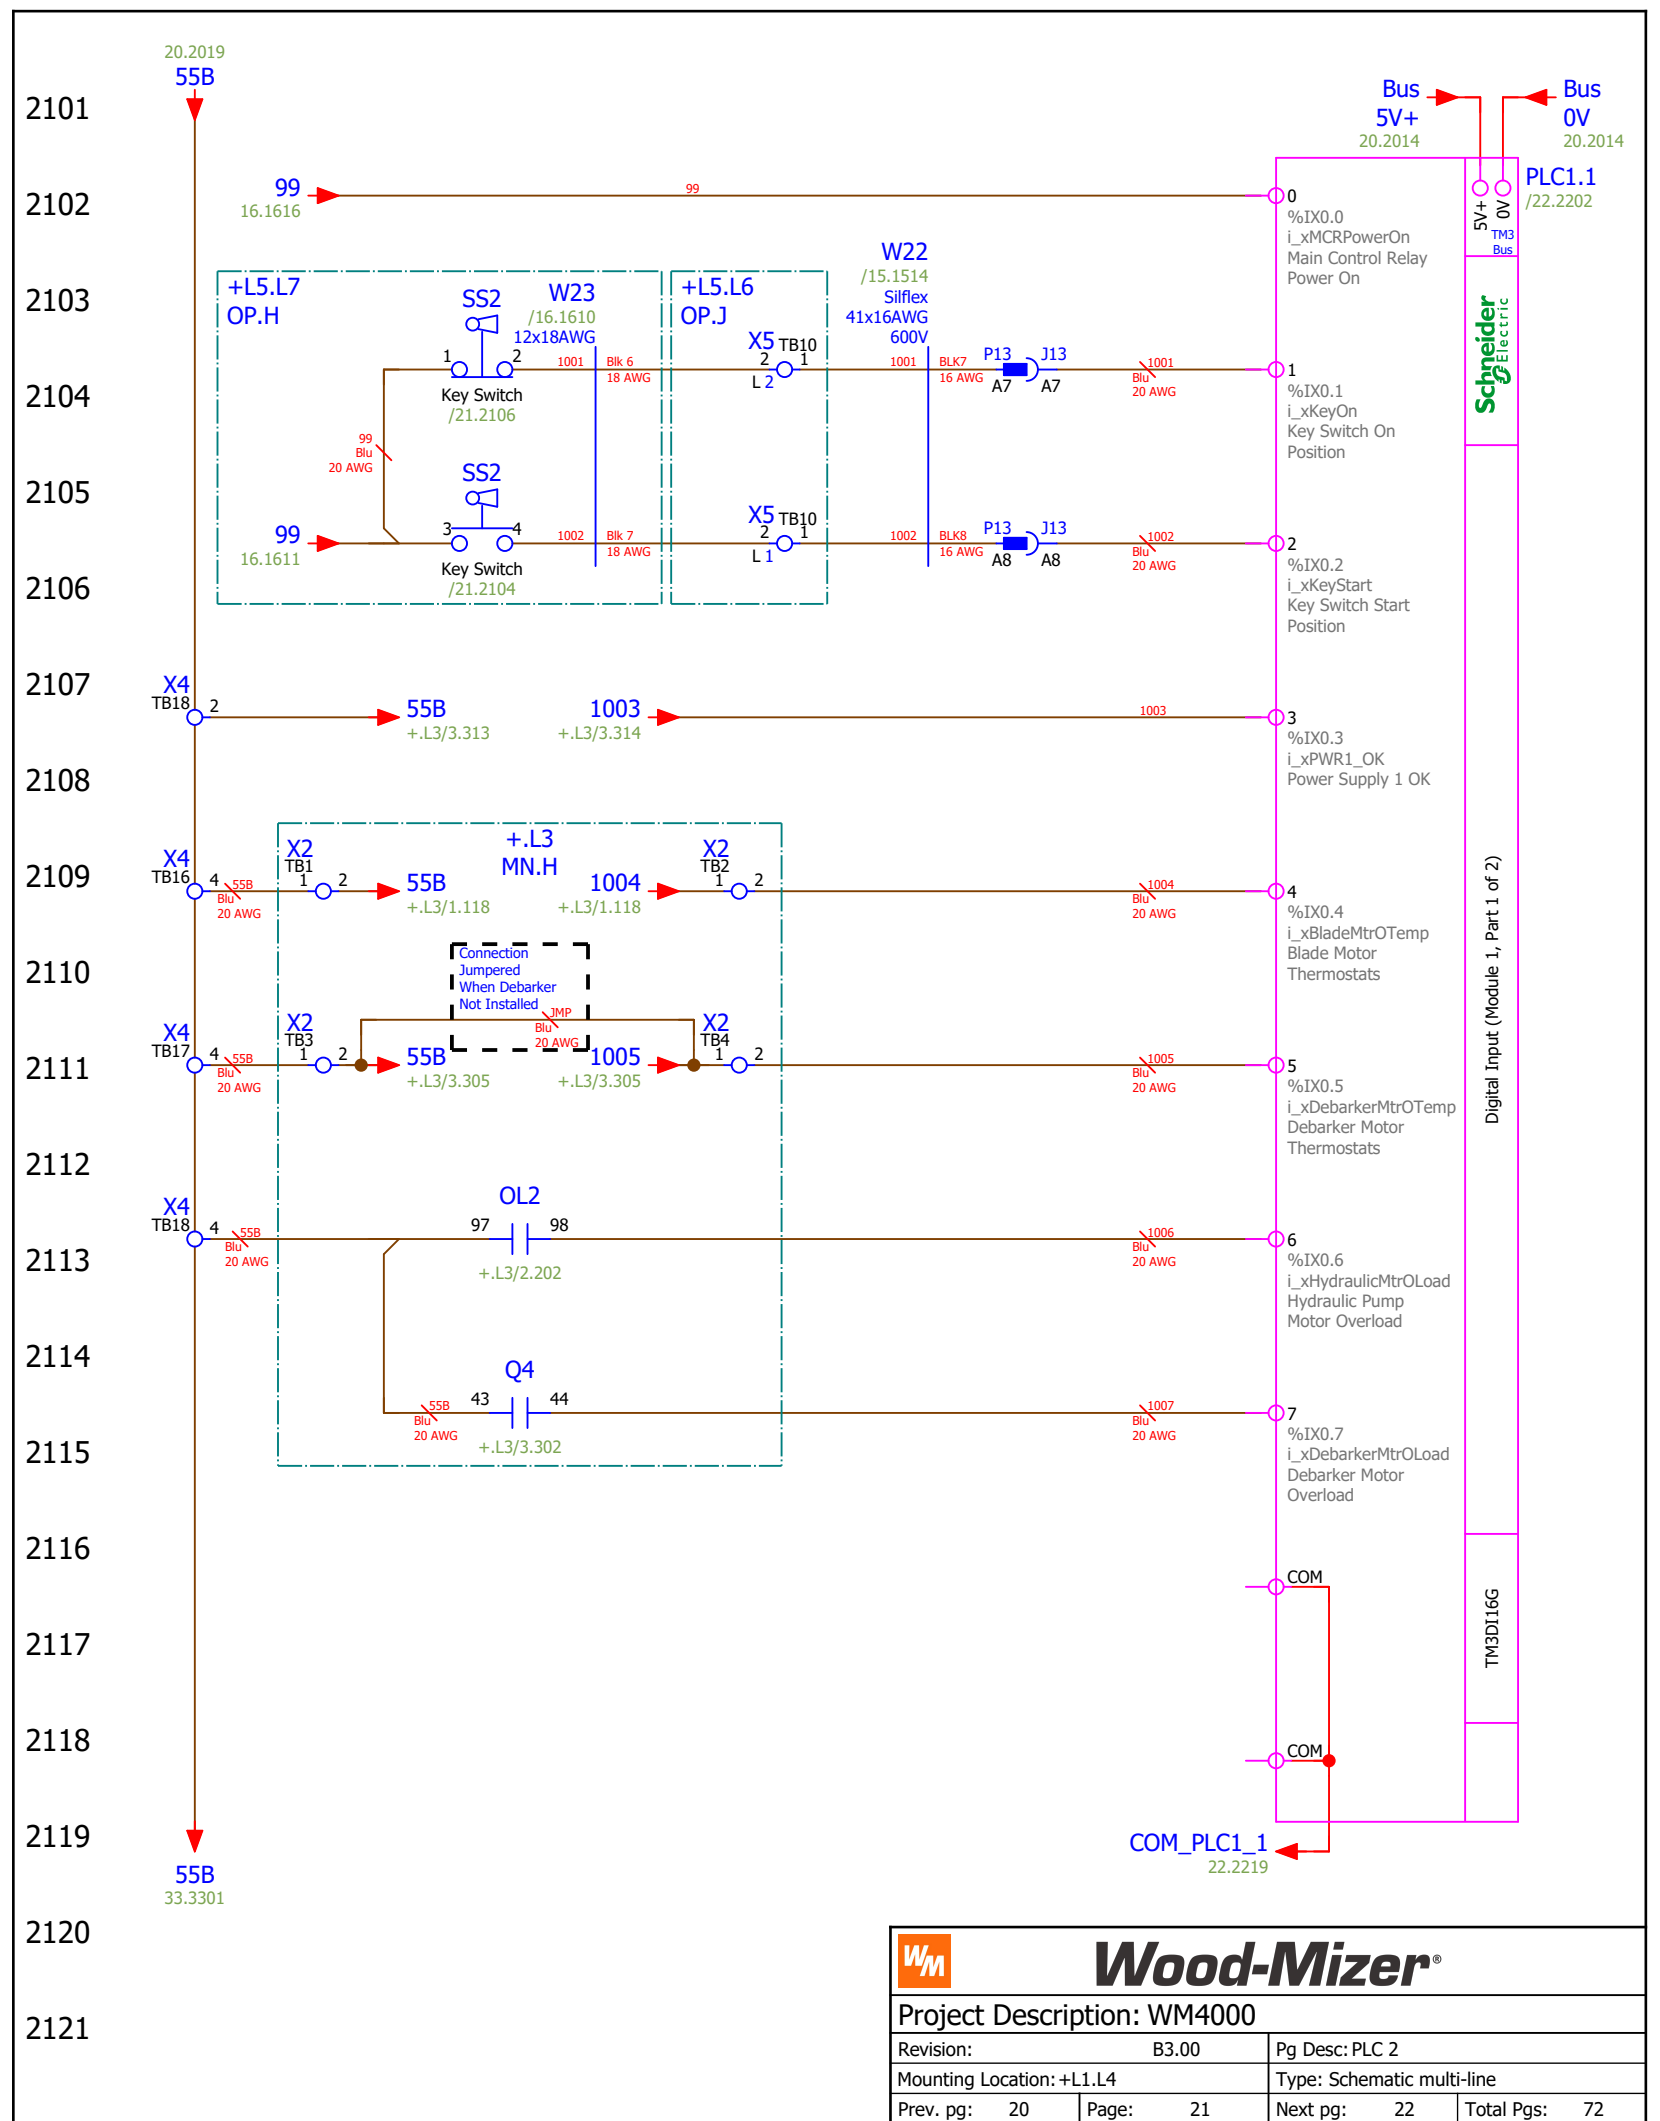 20.2019
55B
2101
Bus
5V+
20.2014
Bus
0V
20.2014
2102
99
16.1616
99
0
%IX0.0
i_xMCRPowerOn
Main Control Relay
Power On
5V+
0V
TM3
Bus
PLC1.1
/22.2202
2103
+L5.L7
OP.H
SS2
W23
/16.1610
12x18AWG
+L5.L6
OP.J
W22
/15.1514
Silflex
41x16AWG
600V
Schneider
Electric
2104
1
2
Key Switch
/21.2106
1001
Blk 6
18 AWG
X5
TB10
2
1
L 2
1001
BLK7
16 AWG
P13
J13
A7
A7
1001
Blu
20 AWG
1
%IX0.1
i_xKeyOn
Key Switch On
Position
99
Blu
20 AWG
2105
SS2
99
16.1611
3
4
Key Switch
/21.2104
1002
Blk 7
18 AWG
X5
TB10
2
1
L 1
1002
BLK8
16 AWG
P13
J13
A8
A8
1002
Blu
20 AWG
2
%IX0.2
i_xKeyStart
Key Switch Start
Position
2106
2107
X4
TB18
2
55B
+.L3/3.313
1003
+.L3/3.314
1003
3
%IX0.3
i_xPWR1_OK
Power Supply 1 OK
2108
+.L3
MN.H
2109
X4
TB16
4
55B
Blu
20 AWG
X2
TB1
1
2
55B
+.L3/1.118
1004
+.L3/1.118
X2
TB2
1
2
1004
Blu
20 AWG
4
%IX0.4
i_xBladeMtrOTemp
Blade Motor
Thermostats
Digital Input (Module 1, Part 1 of 2)
2110
Connection
Jumpered
When Debarker
Not Installed
JMP
Blu
20 AWG
2111
X4
TB17
4
55B
Blu
20 AWG
X2
TB3
1
2
55B
+.L3/3.305
1005
+.L3/3.305
X2
TB4
1
2
1005
Blu
20 AWG
5
%IX0.5
i_xDebarkerMtrOTemp
Debarker Motor
Thermostats
2112
X4
TB18
4
55B
Blu
20 AWG
OL2
97
98
+.L3/2.202
1006
Blu
20 AWG
6
%IX0.6
i_xHydraulicMtrOLoad
Hydraulic Pump
Motor Overload
2113
2114
Q4
55B
Blu
20 AWG
43
44
+.L3/3.302
1007
Blu
20 AWG
7
%IX0.7
i_xDebarkerMtrOLoad
Debarker Motor
Overload
2115
2116
COM
TM3DI16G
2117
2118
COM
2119
COM_PLC1_1
22.2219
55B
33.3301
2120
WM
Wood-Mizer®
Project Description: WM4000
2121
Revision: B3.00 Pg Desc: PLC 2
Mounting Location: +L1.L4 Type: Schematic multi-line
Prev. pg: 20 Page: 21 Next pg: 22 Total Pgs: 72